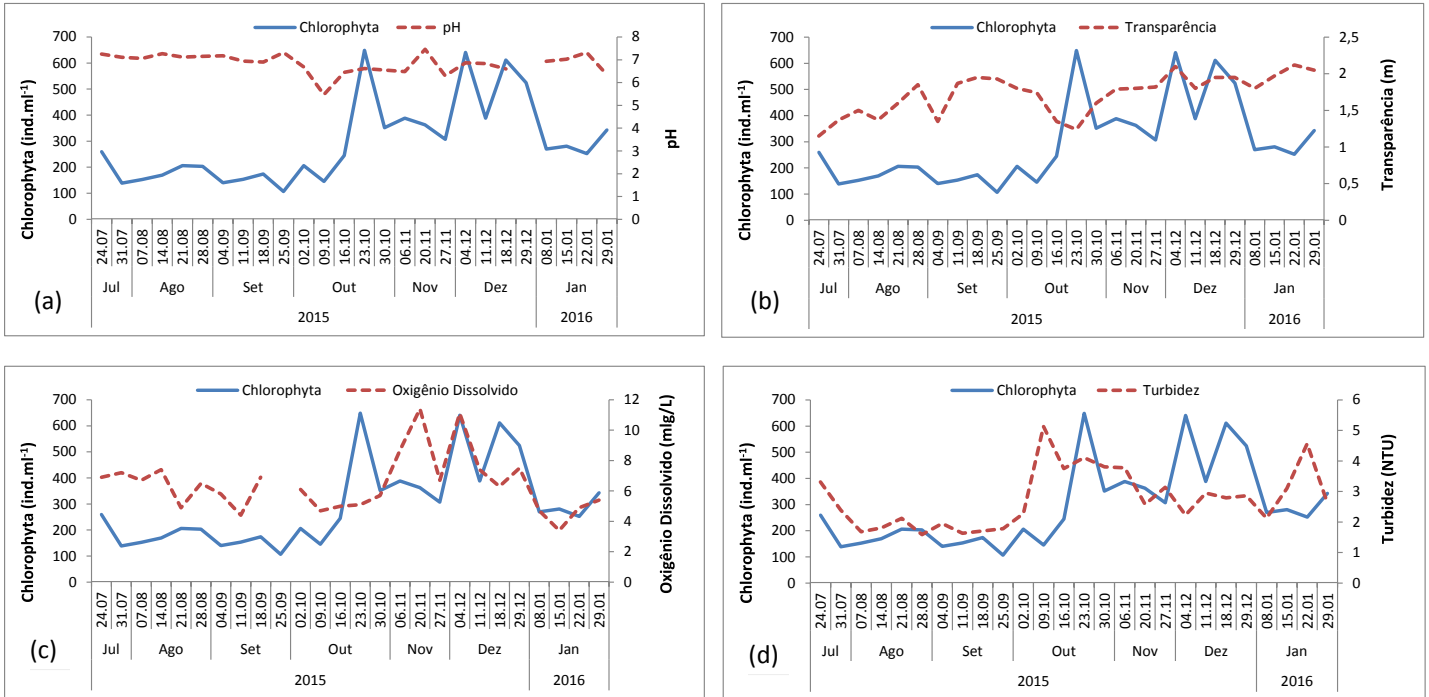 Chlorophyta pH
Chlorophyta (ind.ml⁻¹)
700
600
500
400
300
200
100
0
8
7
6
5
4
3
2
1
0
pH
24.07 31.07 07.08 14.08 21.08 28.08 04.09 11.09 18.09 25.09 02.10 09.10 16.10 23.10 30.10 06.11 20.11 27.11 04.12 11.12 18.12 29.12 08.01 15.01 22.01 29.01
Jul Ago Set Out Nov Dez Jan
2015 2016
(a)
Chlorophyta Transparência
Chlorophyta (ind.ml⁻¹)
700
600
500
400
300
200
100
0
2,5
2
1,5
1
0,5
0
Transparência (m)
24.07 31.07 07.08 14.08 21.08 28.08 04.09 11.09 18.09 25.09 02.10 09.10 16.10 23.10 30.10 06.11 20.11 27.11 04.12 11.12 18.12 29.12 08.01 15.01 22.01 29.01
Jul Ago Set Out Nov Dez Jan
2015 2016
(b)
Chlorophyta Oxigênio Dissolvido
Chlorophyta (ind.ml⁻¹)
700
600
500
400
300
200
100
0
12
10
8
6
4
2
0
Oxigênio Dissolvido (mlg/L)
24.07 31.07 07.08 14.08 21.08 28.08 04.09 11.09 18.09 25.09 02.10 09.10 16.10 23.10 30.10 06.11 20.11 27.11 04.12 11.12 18.12 29.12 08.01 15.01 22.01 29.01
Jul Ago Set Out Nov Dez Jan
2015 2016
(c)
Chlorophyta Turbidez
Chlorophyta (ind.ml⁻¹)
700
600
500
400
300
200
100
0
6
5
4
3
2
1
0
Turbidez (NTU)
24.07 31.07 07.08 14.08 21.08 28.08 04.09 11.09 18.09 25.09 02.10 09.10 16.10 23.10 30.10 06.11 20.11 27.11 04.12 11.12 18.12 29.12 08.01 15.01 22.01 29.01
Jul Ago Set Out Nov Dez Jan
2015 2016
(d)